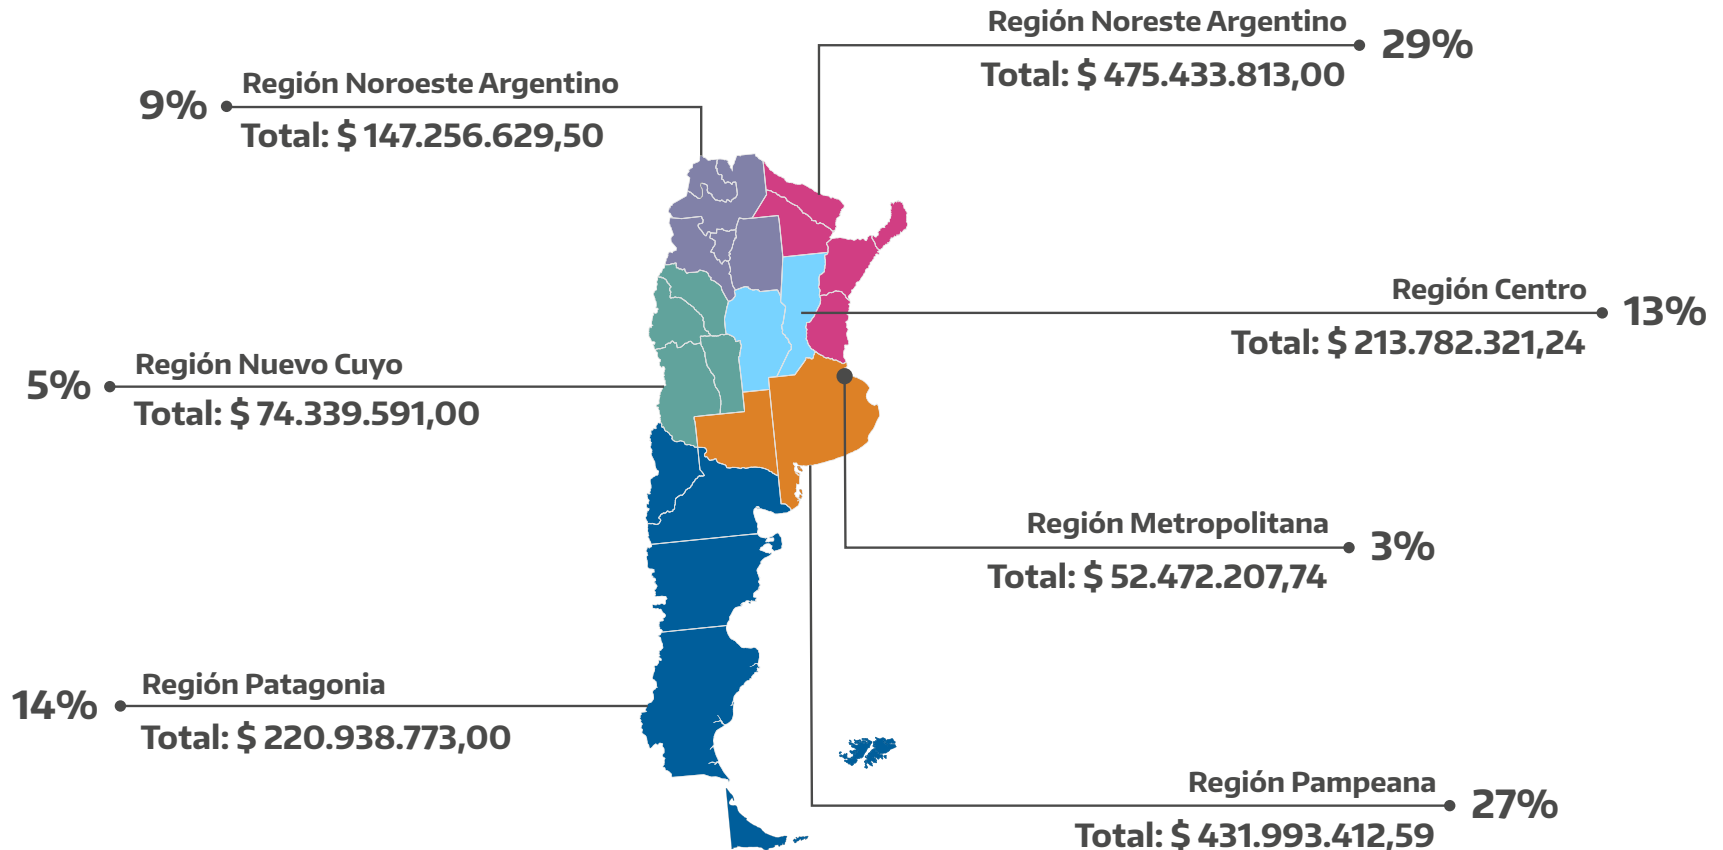 Región Noreste Argentino
29%
Total: $ 475.433.813,00
Región Noroeste Argentino
9%
Total: $ 147.256.629,50
Región Centro
13%
Total: $ 213.782.321,24
Región Nuevo Cuyo
5%
Total: $ 74.339.591,00
Región Metropolitana
3%
Total: $ 52.472.207,74
Región Patagonia
14%
Total: $ 220.938.773,00
Región Pampeana
27%
Total: $ 431.993.412,59